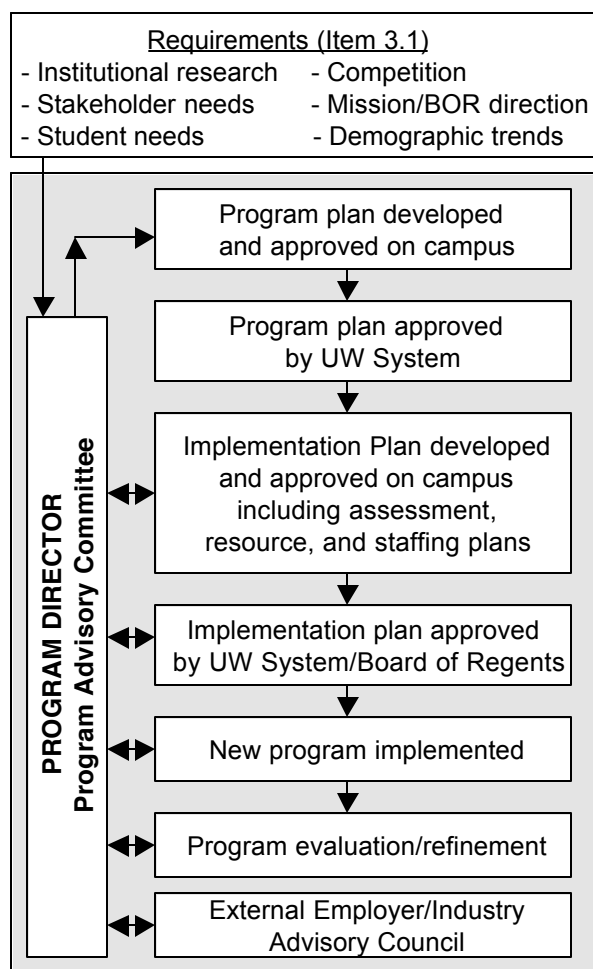 Requirements (Item 3.1)
- Institutional research - Competition
- Stakeholder needs - Mission/BOR direction
- Student needs - Demographic trends
Program plan developed
and approved on campus
Program plan approved
by UW System
Implementation Plan developed
and approved on campus
including assessment,
resource, and staffing plans
Implementation plan approved
by UW System/Board of Regents
New program implemented
Program evaluation/refinement
External Employer/Industry
Advisory Council
PROGRAM DIRECTOR
Program Advisory Committee